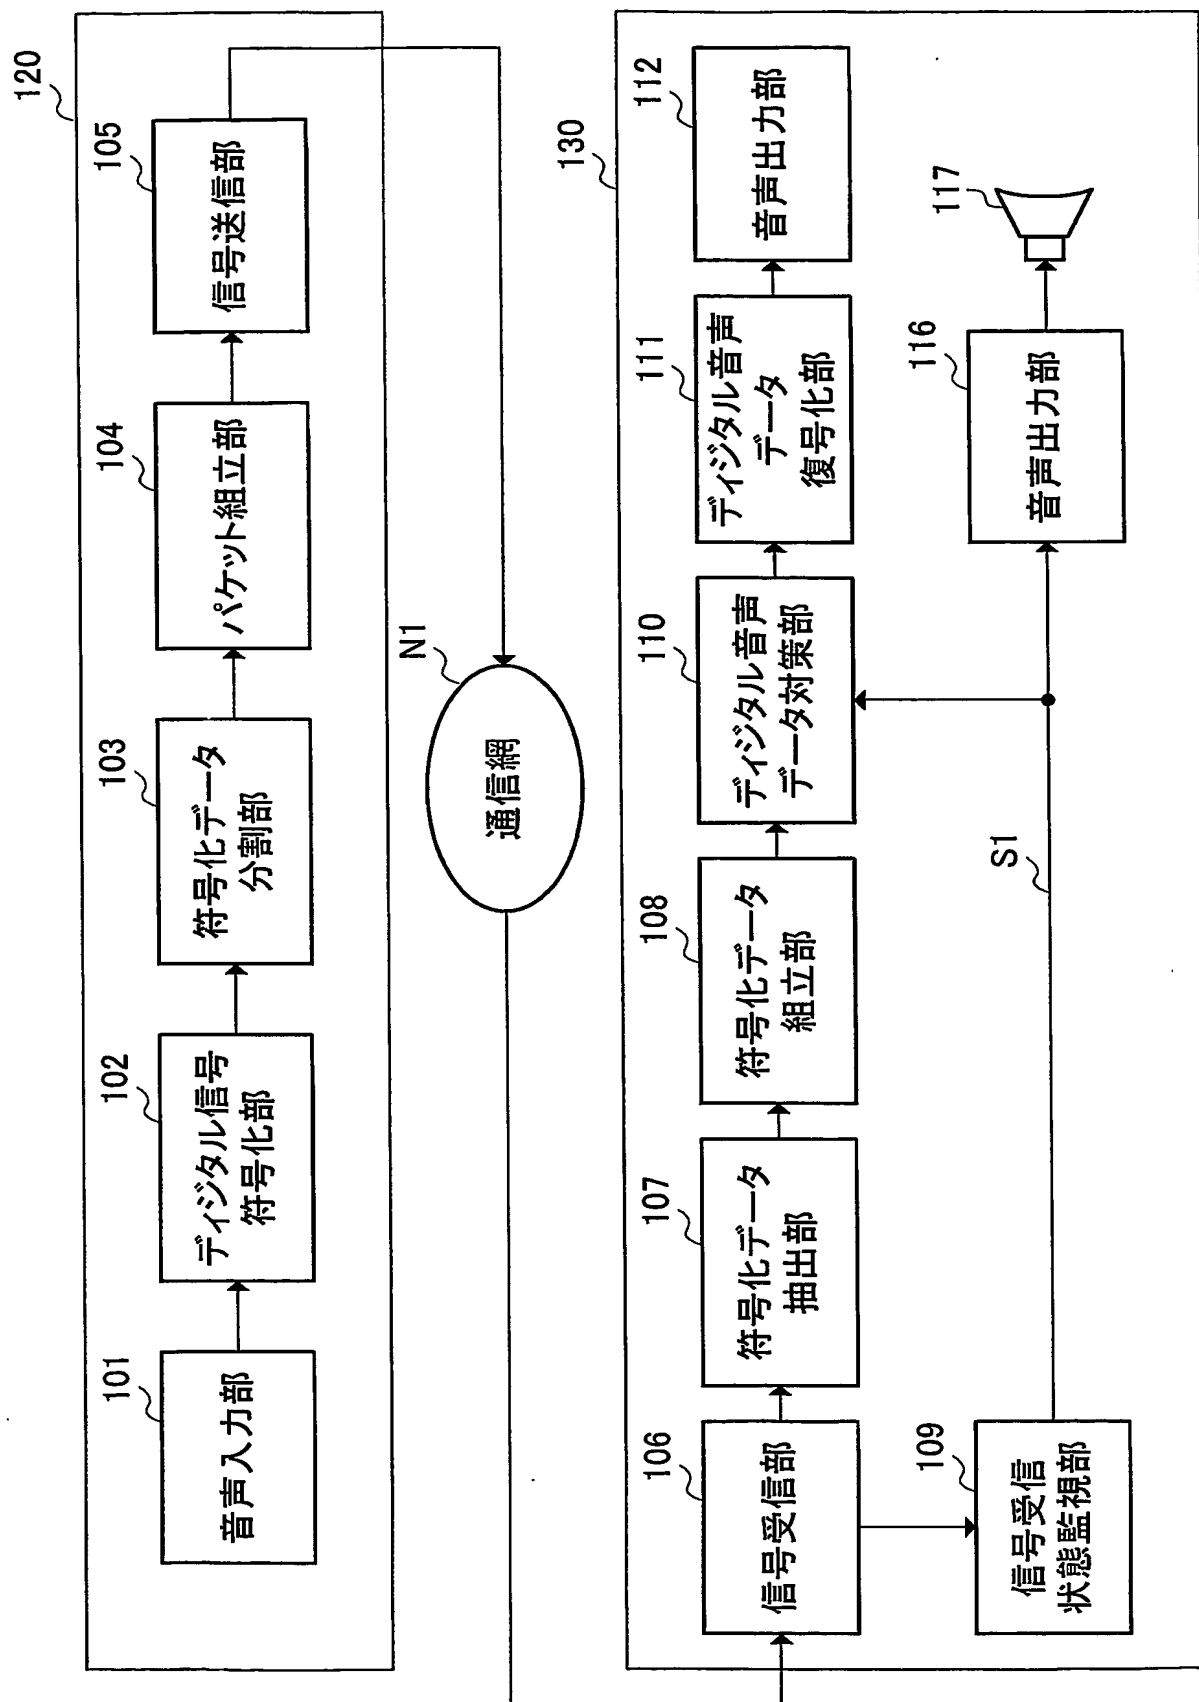 120
101
音声入力部
102
ディジタル信号
符号化部
103
符号化データ
分割部
104
パケット組立部
105
信号送信部
N1
通信網
130
106
信号受信部
107
符号化データ
抽出部
108
符号化データ
組立部
110
ディジタル音声
データ対策部
111
ディジタル音声
データ
復号化部
112
音声出力部
109
信号受信
状態監視部
S1
116
音声出力部
117